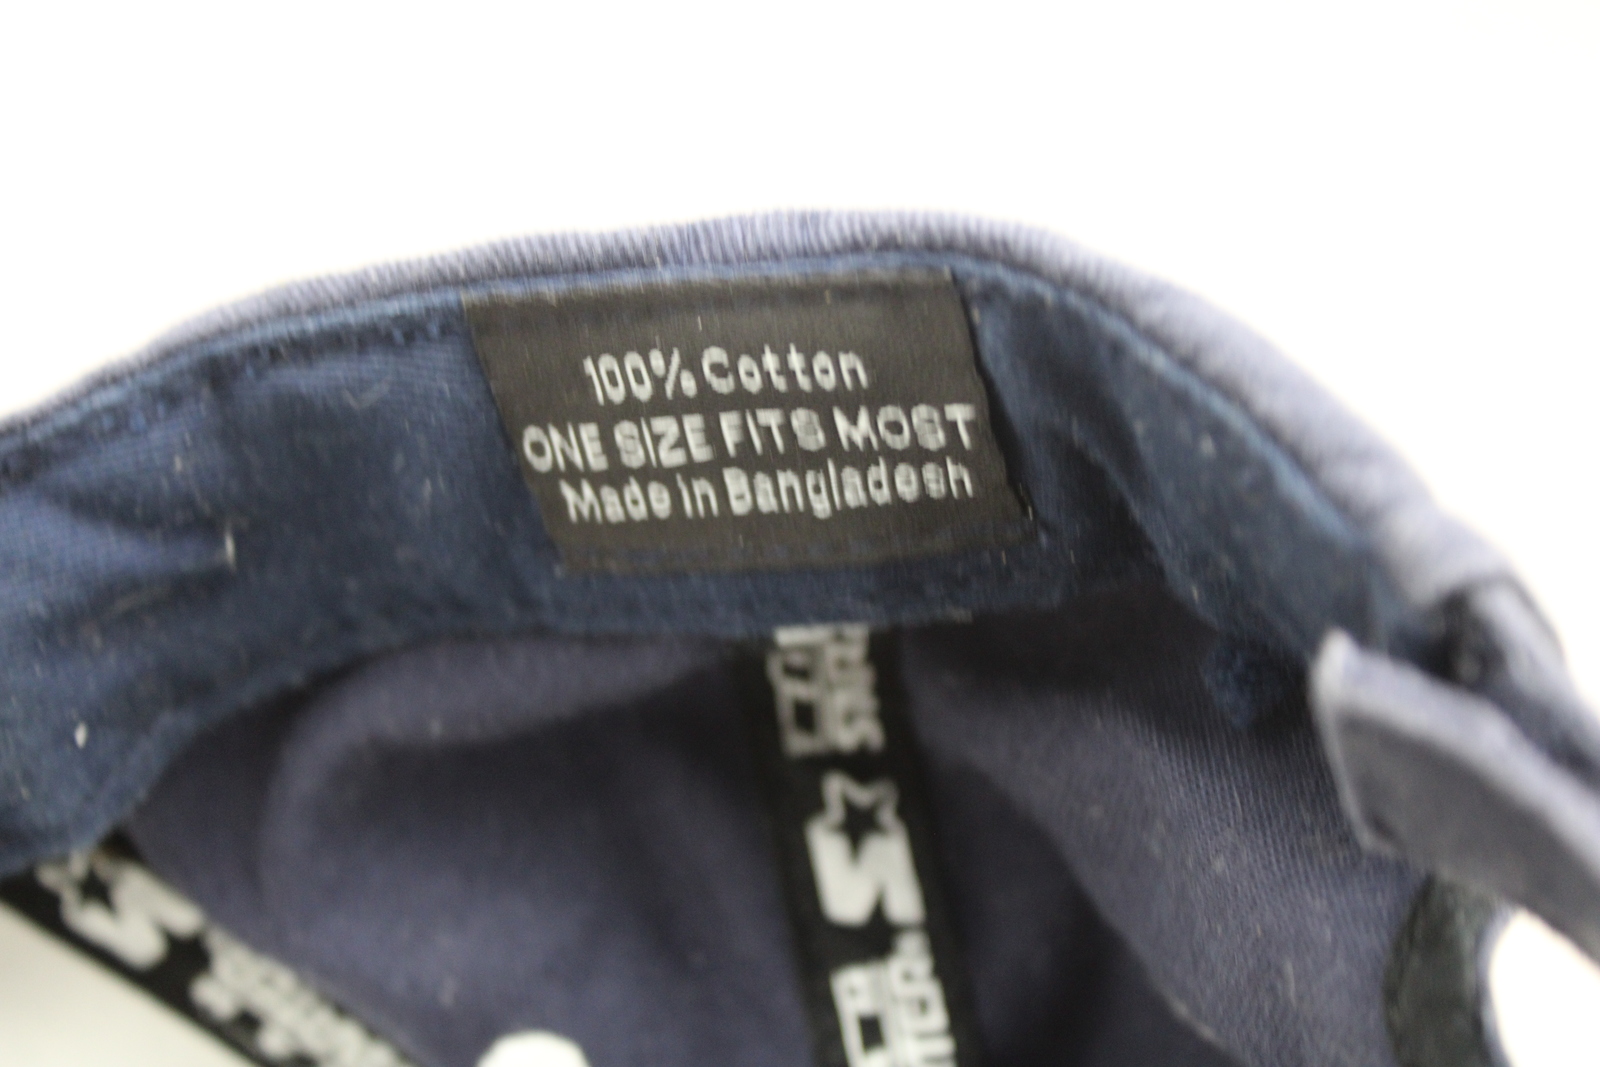 100% Cotton
ONE SIZE FITS MOST
Made in Bangladesh